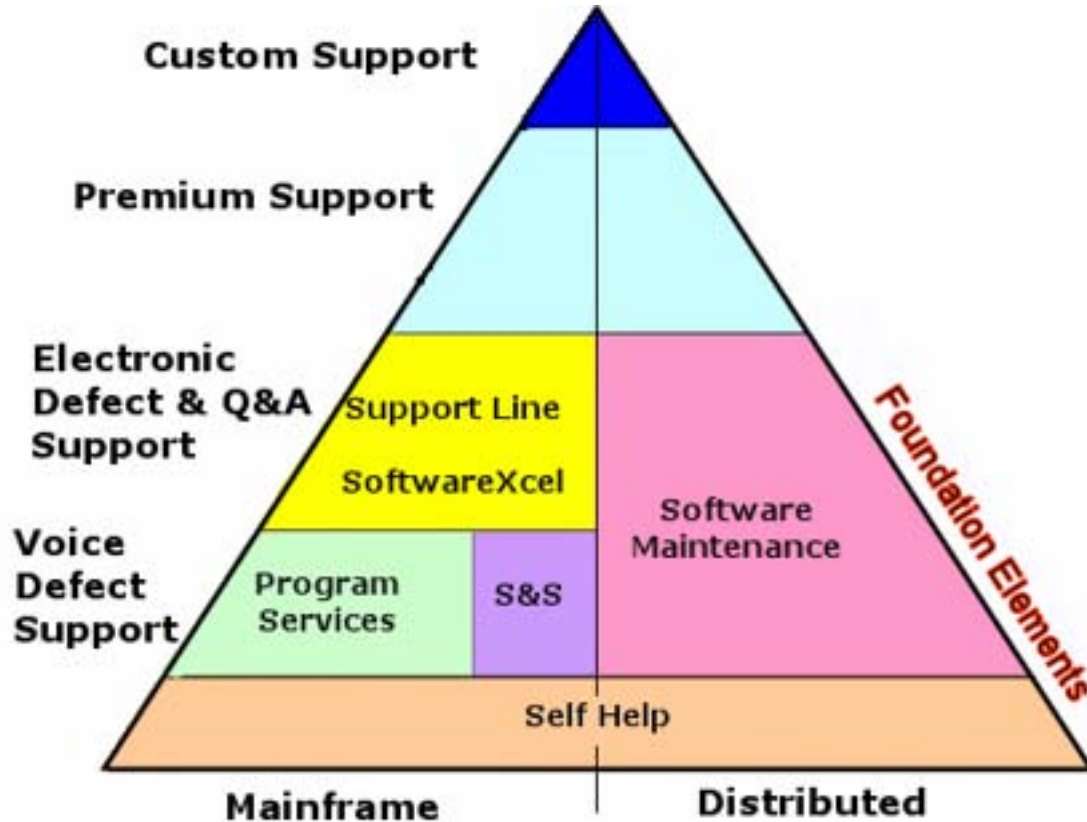 Custom Support
Premium Support
Electronic
Defect & Q&A
Support
Support Line
SoftwareXcel
Software
Maintenance
Foundation Elements
Voice
Defect
Support
Program
Services
S&S
Self Help
Mainframe
Distributed